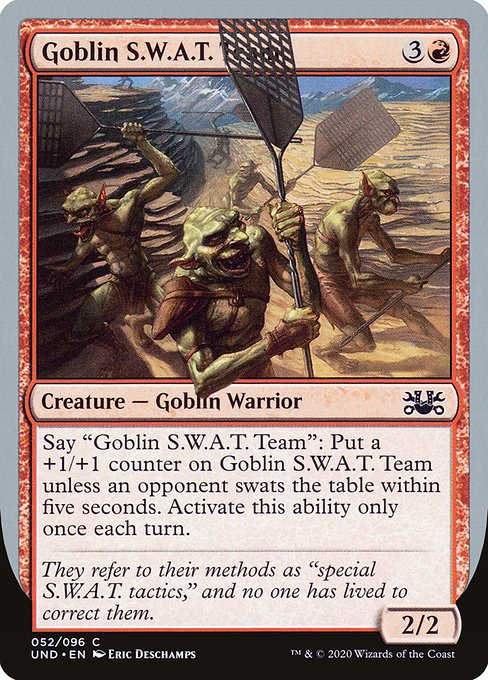 Goblin S.W.A.T. Team 3
Creature — Goblin Warrior
Say “Goblin S.W.A.T. Team”: Put a
+1/+1 counter on Goblin S.W.A.T. Team
unless an opponent swats the table within
five seconds. Activate this ability only
once each turn.
They refer to their methods as “special
S.W.A.T. tactics,” and no one has lived to
correct them.
2/2
052/096 C
UND • EN Eric Deschamps
™ & © 2020 Wizards of the Coast